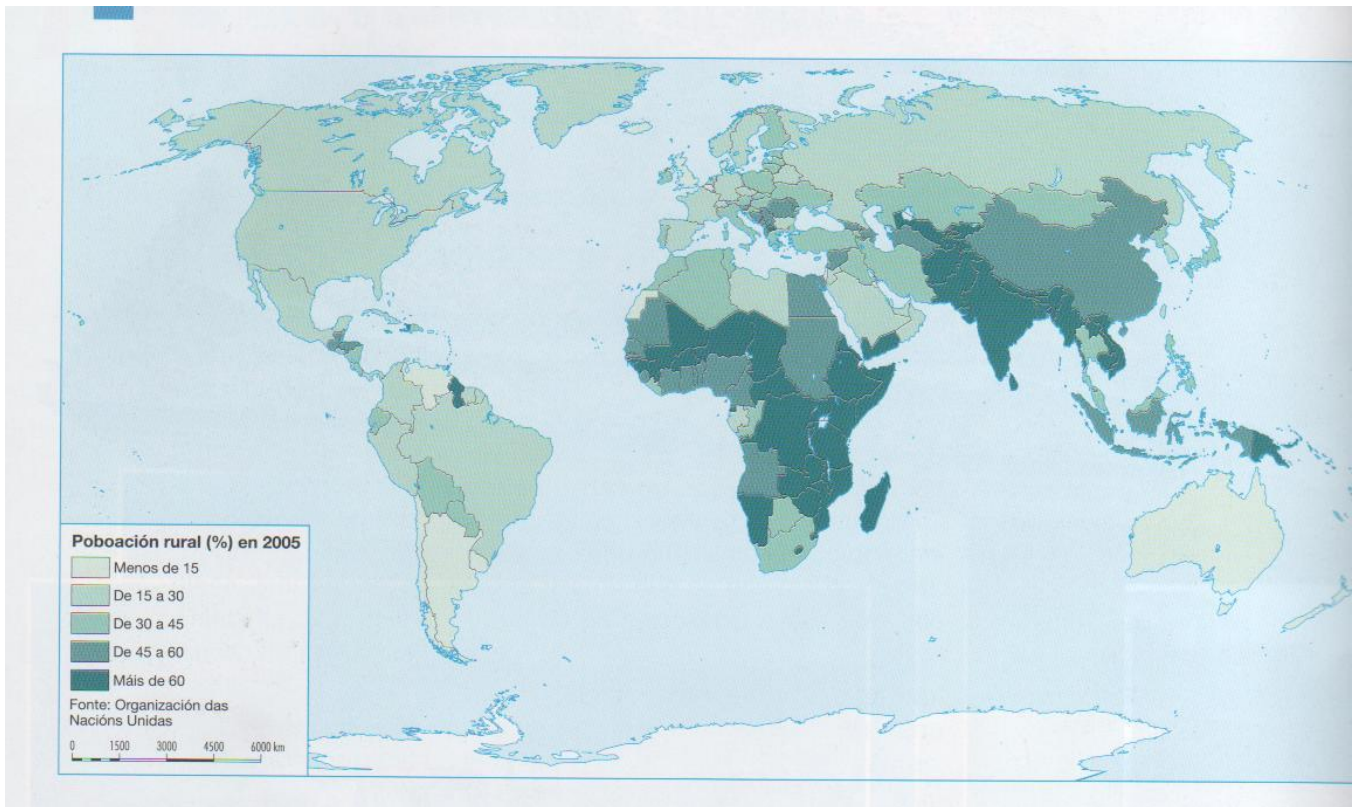 Poboación rural (%) en 2005
Menos de 15
De 15 a 30
De 30 a 45
De 45 a 60
Máis de 60
Fonte: Organización das
Nacións Unidas
0 1500 3000 4500 6000 km